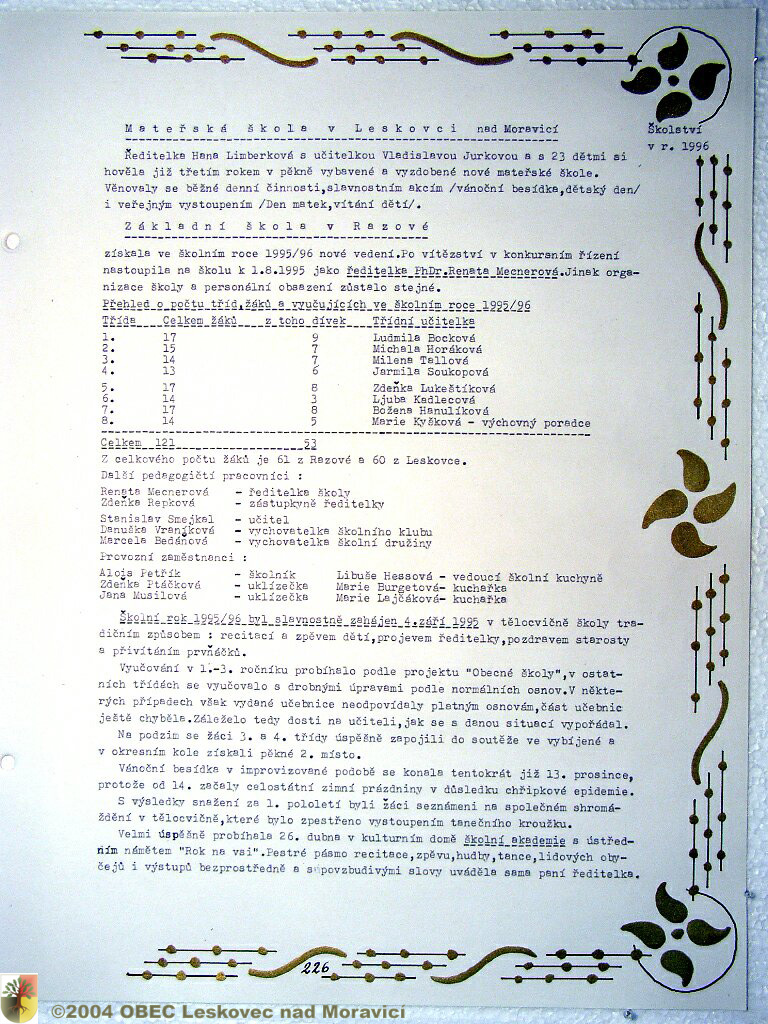 Mateřská škola v Leskovci nad Moravicí
Školství
v r. 1996
Ředitelka Hana Limberková s učitelkou Vladislavou Jurkovou a s 23 dětmi si
hověla již třetím rokem v pěkně vybavené a vyzdobené nové mateřské škole.
Věnovaly se běžné denní činnosti,slavnostním akcím /vánoční besídka,dětský den/
i veřejným vystoupením /Den matek,vítání dětí/.
Základní škola v Razové
získala ve školním roce 1995/96 nové vedení.Po vítězství v konkursním řízení
nastoupila na školu k 1.8.1995 jako ředitelka PhDr.Renata Mecnerová.Jinak orga-
nizace školy a personální obsazení zůstalo stejné.
Přehled o počtu tříd,žáků a vyučujících ve školním roce 1995/96
Třída Celkem žáků z toho dívek Třídní učitelka
1. 17 9 Ludmila Bocková
2. 15 7 Michala Horáková
3. 14 7 Milena Tallová
4. 13 6 Jarmila Soukopová
5. 17 8 Zdeňka Lukeštíková
6. 14 3 Ljuba Kadlecová
7. 17 8 Božena Hanulíková
8. 14 5 Marie Kyšková - výchovný poradce
Celkem 121 53
Z celkového počtu žáků je 61 z Razové a 60 z Leskovce.
Další pedagogičtí pracovníci :
Renata Mecnerová - ředitelka školy
Zdeňka Repková - zástupkyně ředitelky
Stanislav Smejkal - učitel
Danuška Vraníková - vychovatelka školního klubu
Marcela Bedáňová - vychovatelka školní družiny
Provozní zaměstnanci :
Alois Petřík - školník Libuše Hessová - vedoucí školní kuchyně
Zdeňka Ptáčková - uklízečka Marie Burgetová- kuchařka
Jana Musilová - uklízečka Marie Lajčáková- kuchařka
Školní rok 1995/96 byl slavnostně zahájen 4.září 1995 v tělocvičně školy tra-
dičním způsobem : recitací a zpěvem dětí,projevem ředitelky,pozdravem starosty
a přivítáním prvňáčků.
Vyučování v 1.-3. ročníku probíhalo podle projektu "Obecné školy",v ostat-
ních třídách se vyučovalo s drobnými úpravami podle normálních osnov.V někte-
rých případech však vydané učebnice neodpovídaly platným osnovám,část učebnic
ještě chyběla.Záleželo tedy dosti na učiteli,jak se s danou situací vypořádal.
Na podzim se žáci 3. a 4. třídy úspěšně zapojili do soutěže ve vybíjené a
v okresním kole získali pěkné 2. místo.
Vánoční besídka v improvizované podobě se konala tentokrát již 13. prosince,
protože od 14. začaly celostátní zimní prázdniny v důsledku chřipkové epidemie.
S výsledky snažení za 1. pololetí byli žáci seznámeni na společném shromá-
ždění v tělocvičně,které bylo zpestřeno vystoupením tanečního kroužku.
Velmi úspěšně probíhala 26. dubna v kulturním domě školní akademie s ústřed-
ním námětem "Rok na vsi".Pestré pásmo recitace,zpěvu,hudby,tance,lidových oby-
čejů i výstupů bezprostředně a s povzbudivými slovy uváděla sama paní ředitelka.
226
©2004 OBEC Leskovec nad Moravicí